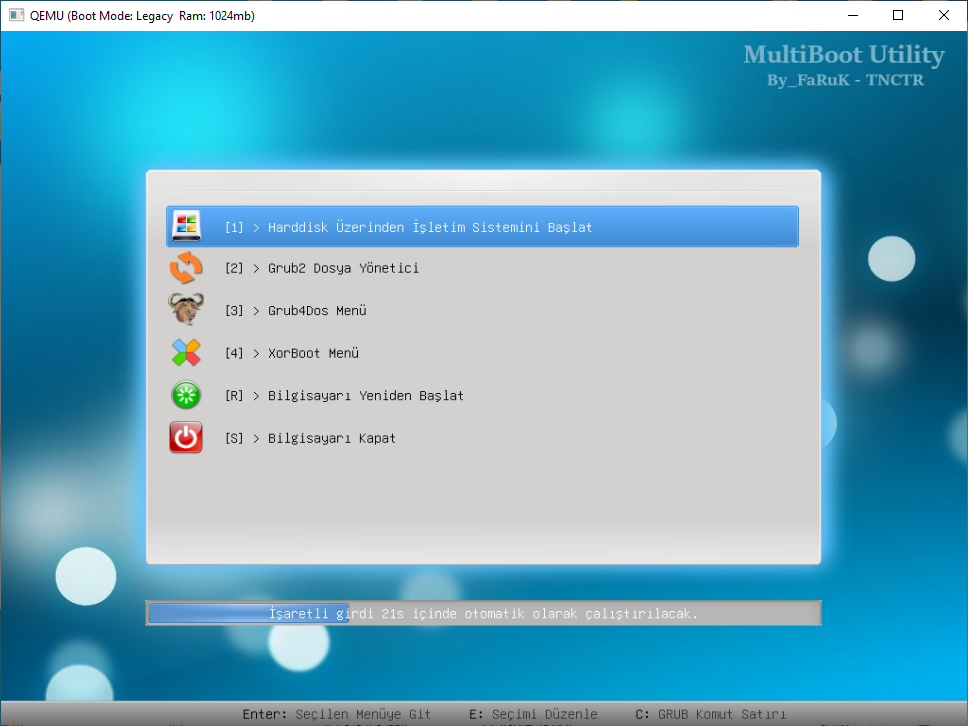 QEMU (Boot Mode: Legacy Ram: 1024mb)
MultiBoot Utility
By_FaRuK - TNCTR
[1] > Harddisk Üzerinden İşletim Sistemini Başlat
[2] > Grub2 Dosya Yönetici
[3] > Grub4Dos Menü
[4] > XorBoot Menü
[R] > Bilgisayarı Yeniden Başlat
[S] > Bilgisayarı Kapat
İşaretli girdi 21s içinde otomatik olarak çalıştırılacak.
Enter: Seçilen Menüye Git E: Seçimi Düzenle C: GRUB Komut Satırı